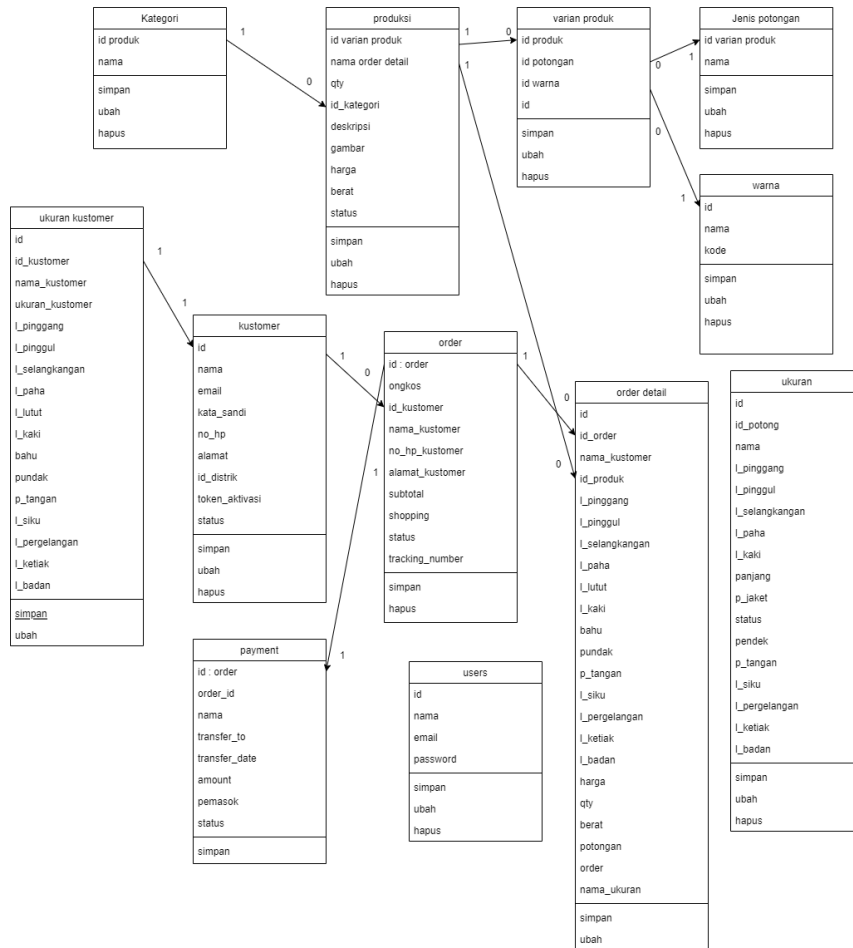 Kategori
id produk
nama
simpan
ubah
hapus
1
0
produksi
id varian produk
nama order detail
qty
id_kategori
deskripsi
gambar
harga
berat
status
simpan
ubah
hapus
1
0
1
varian produk
id produk
id potongan
id warna
id
simpan
ubah
hapus
0
1
0
1
Jenis potongan
id varian produk
nama
simpan
ubah
hapus
warna
id
nama
kode
simpan
ubah
hapus
ukuran kustomer
id
id_kustomer
nama_kustomer
ukuran_kustomer
l_pinggang
l_pinggul
l_selangkangan
l_paha
l_lutut
l_kaki
bahu
pundak
p_tangan
l_siku
l_pergelangan
l_ketiak
l_badan
simpan
ubah
1
1
kustomer
id
nama
email
kata_sandi
no_hp
alamat
id_distrik
token_aktivasi
status
simpan
ubah
hapus
1
0
order
id : order
ongkos
id_kustomer
nama_kustomer
no_hp_kustomer
alamat_kustomer
subtotal
shopping
status
tracking_number
simpan
hapus
1
0
0
1
1
order detail
id
id_order
nama_kustomer
id_produk
l_pinggang
l_pinggul
l_selangkangan
l_paha
l_lutut
l_kaki
bahu
pundak
p_tangan
l_siku
l_pergelangan
l_ketiak
l_badan
harga
qty
berat
potongan
order
nama_ukuran
simpan
ubah
ukuran
id
id_potong
nama
l_pinggang
l_pinggul
l_selangkangan
l_paha
l_kaki
panjang
p_jaket
status
pendek
p_tangan
l_siku
l_pergelangan
l_ketiak
l_badan
simpan
ubah
hapus
payment
id : order
order_id
nama
transfer_to
transfer_date
amount
pemasok
status
simpan
users
id
nama
email
password
simpan
ubah
hapus